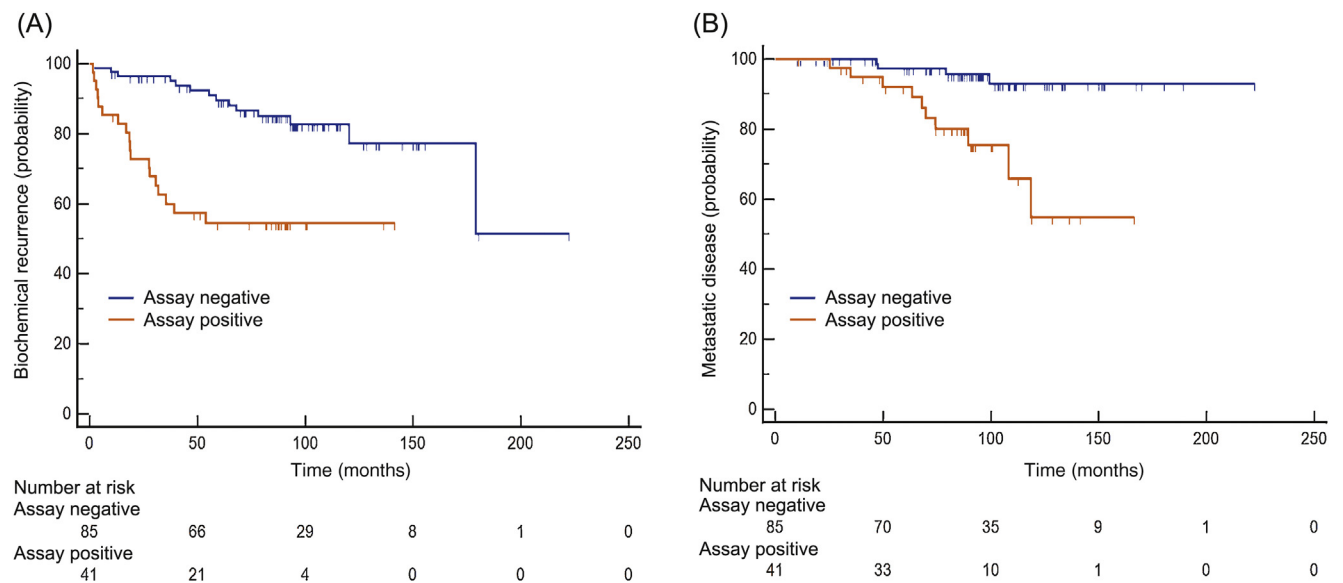 (A)
Biochemical recurrence (probability)
100
80
60
40
20
0
Assay negative
Assay positive
0 50 100 150 200 250
Time (months)
Number at risk
Assay negative
85 66 29 8 1 0
Assay positive
41 21 4 0 0 0
(B)
Metastatic disease (probability)
100
80
60
40
20
0
Assay negative
Assay positive
0 50 100 150 200 250
Time (months)
Number at risk
Assay negative
85 70 35 9 1 0
Assay positive
41 33 10 1 0 0